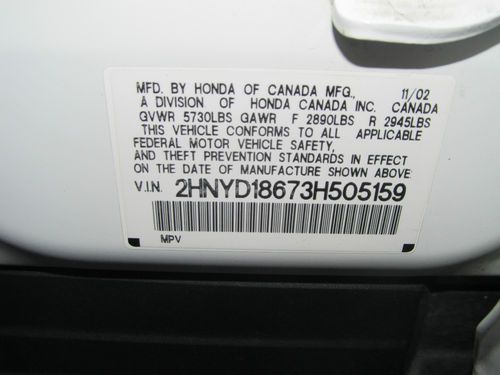 MFD. BY HONDA OF CANADA MFG., 11/02
A DIVISION OF HONDA CANADA INC. CANADA
GVWR 5730LBS GAWR F 2890LBS R 2945LBS
THIS VEHICLE CONFORMS TO ALL APPLICABLE
FEDERAL MOTOR VEHICLE SAFETY,
AND THEFT PREVENTION STANDARDS IN EFFECT
ON THE DATE OF MANUFACTURE SHOWN ABOVE
V.I.N. 2HNYD18673H505159
MPV